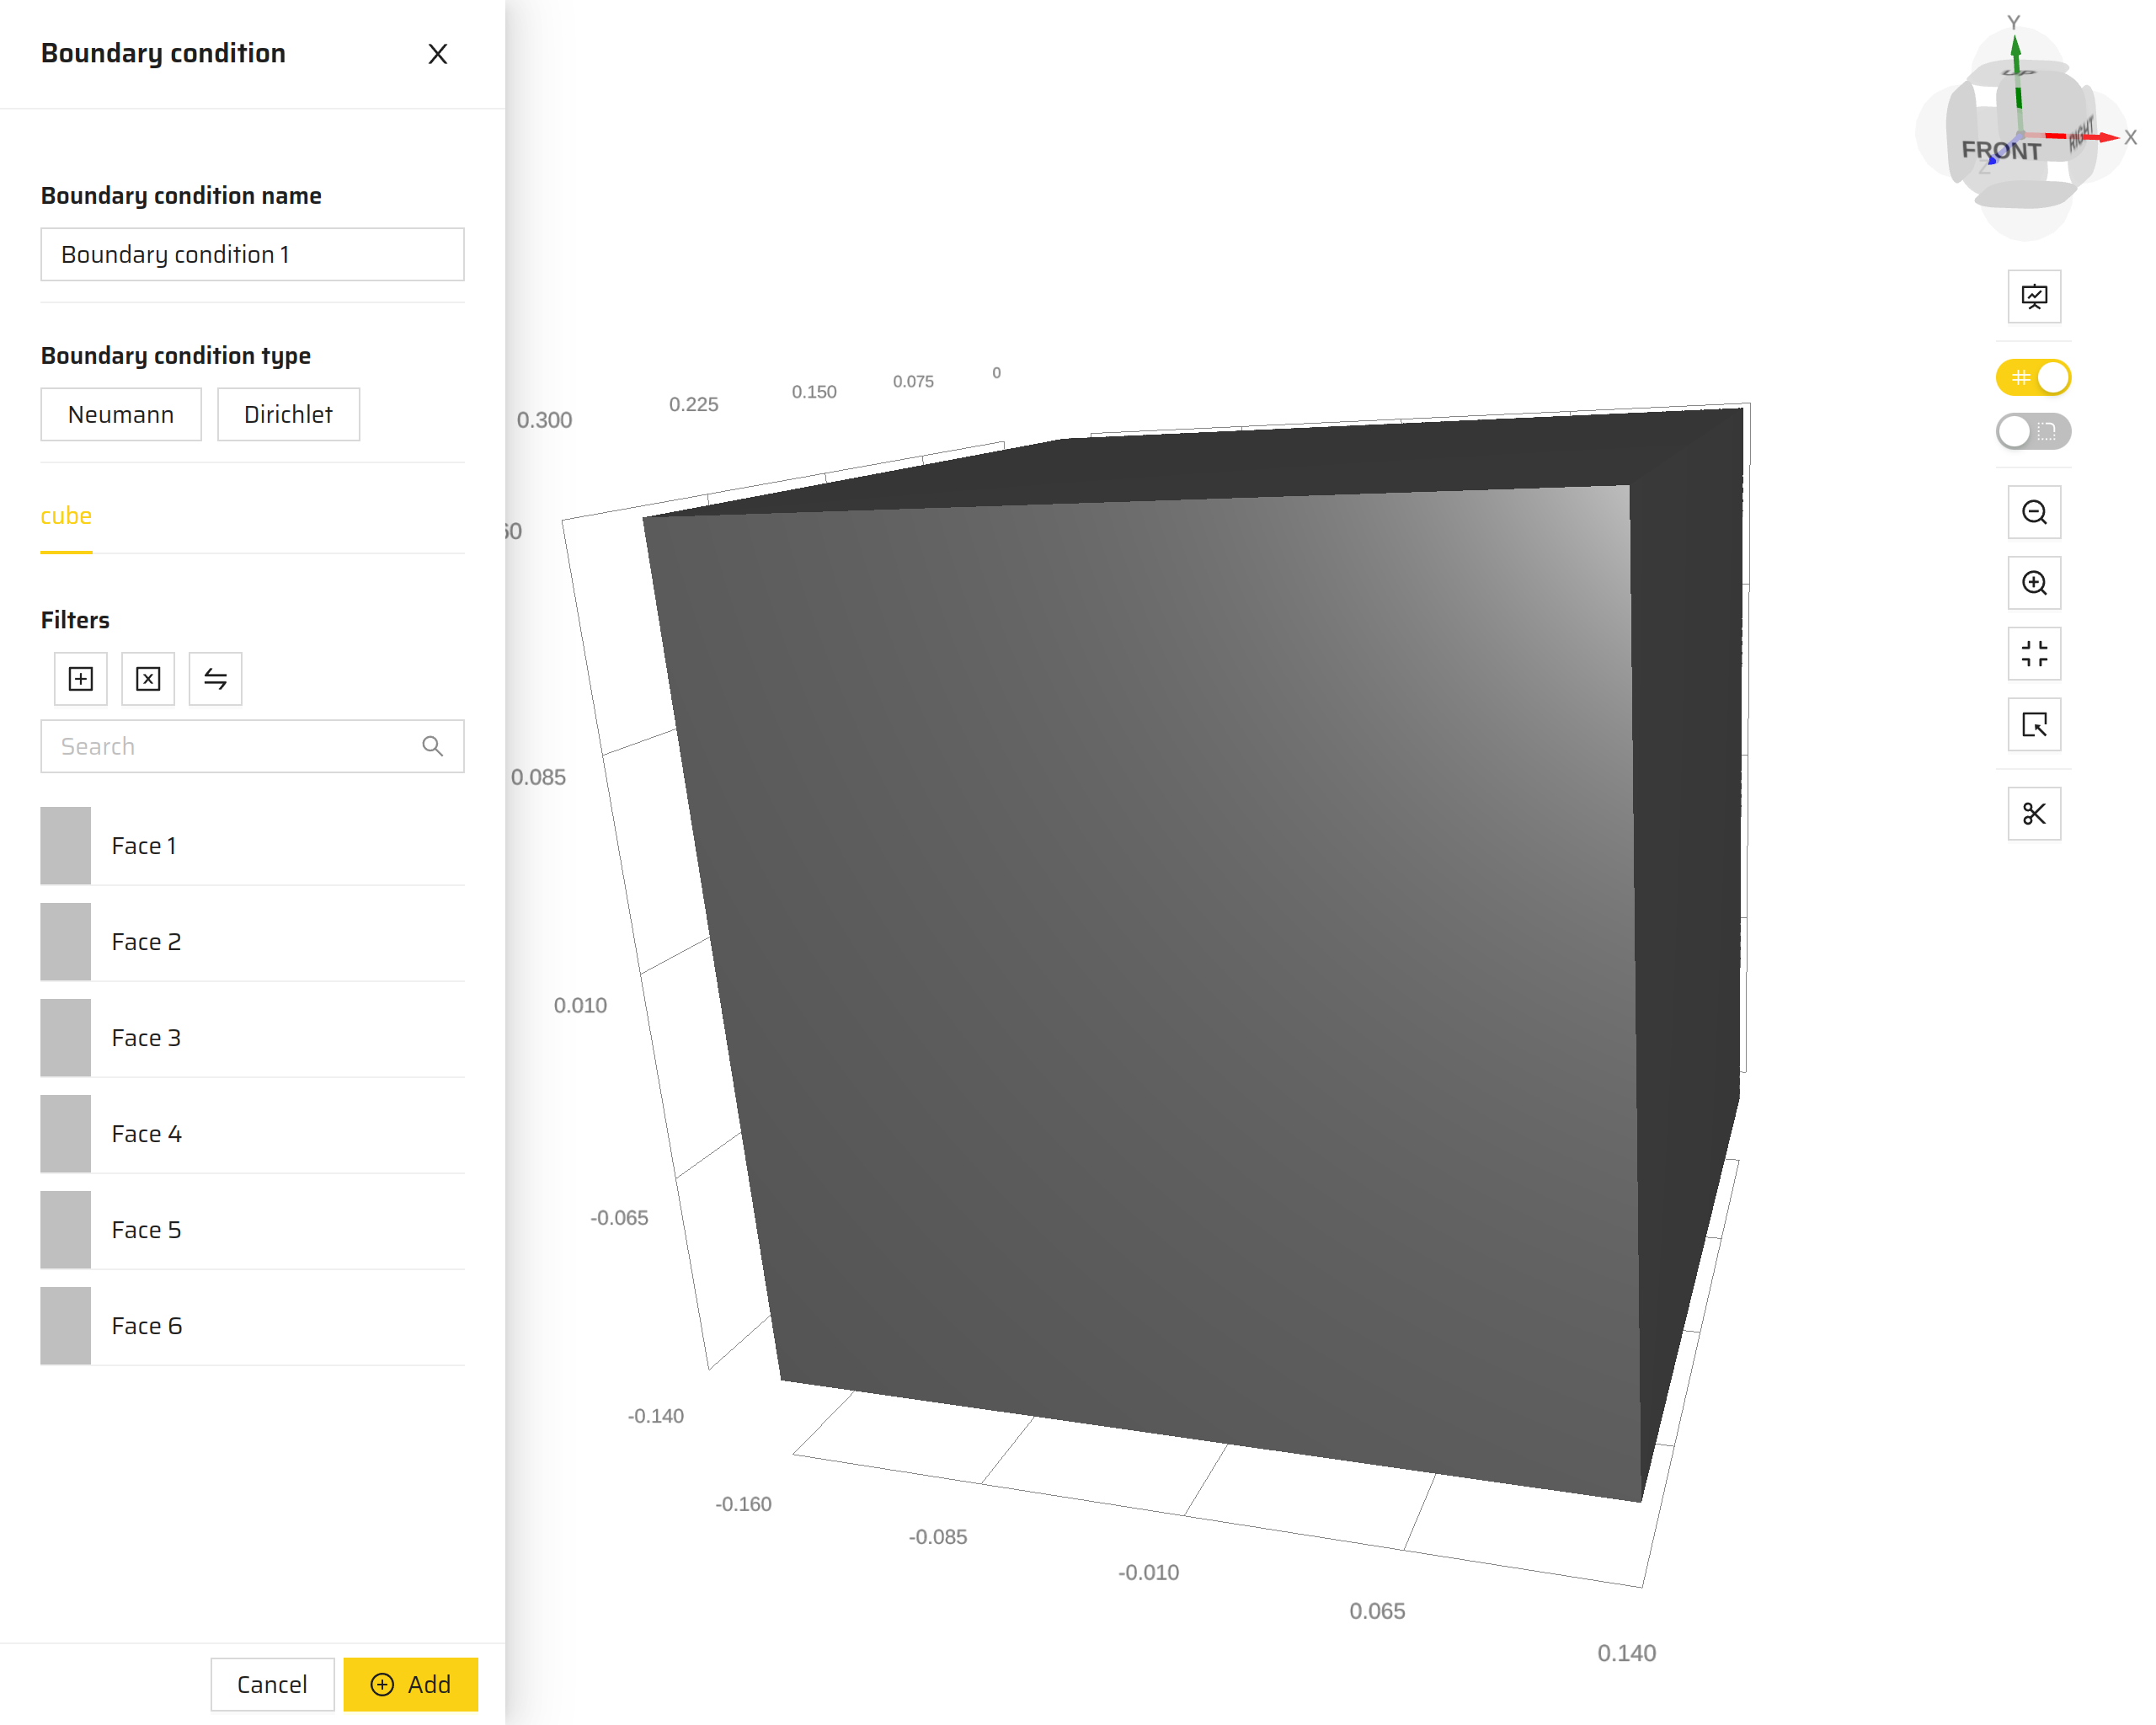 Boundary condition
X
Boundary condition name
Boundary condition 1
Boundary condition type
Neumann
Dirichlet
cube
Filters
Search
Face 1
Face 2
Face 3
Face 4
Face 5
Face 6
Cancel
Add
0.300
0.225
0.150
0.075
0
60
0.085
0.010
-0.065
-0.140
-0.160
-0.085
-0.010
0.065
0.140
Y
UP
FRONT
RIGHT
X
Z